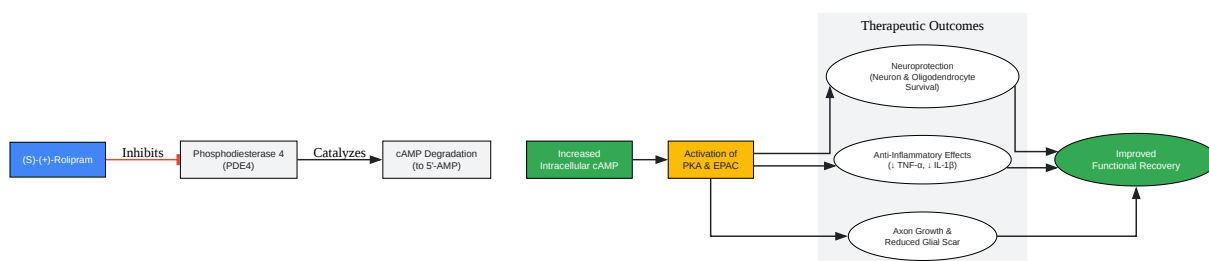 Therapeutic Outcomes
(S)-(+)-Rolipram
Inhibits
Phosphodiesterase 4
(PDE4)
Catalyzes
cAMP Degradation
(to 5'-AMP)
Increased
Intracellular cAMP
Activation of
PKA & EPAC
Neuroprotection
(Neuron & Oligodendrocyte
Survival)
Anti-Inflammatory Effects
(↓ TNF-α, ↓ IL-1β)
Axon Growth &
Reduced Glial Scar
Improved
Functional Recovery